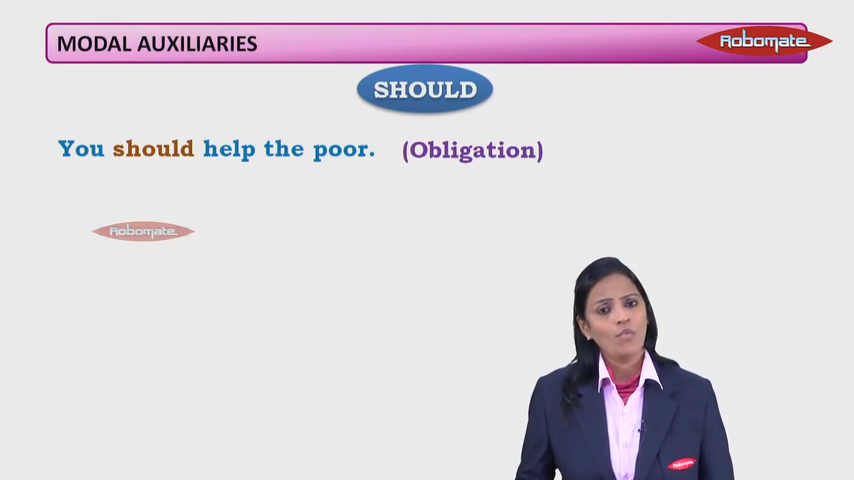 MODAL AUXILIARIES
Robomate
SHOULD
You should help the poor. (Obligation)
Robomate
Robomate